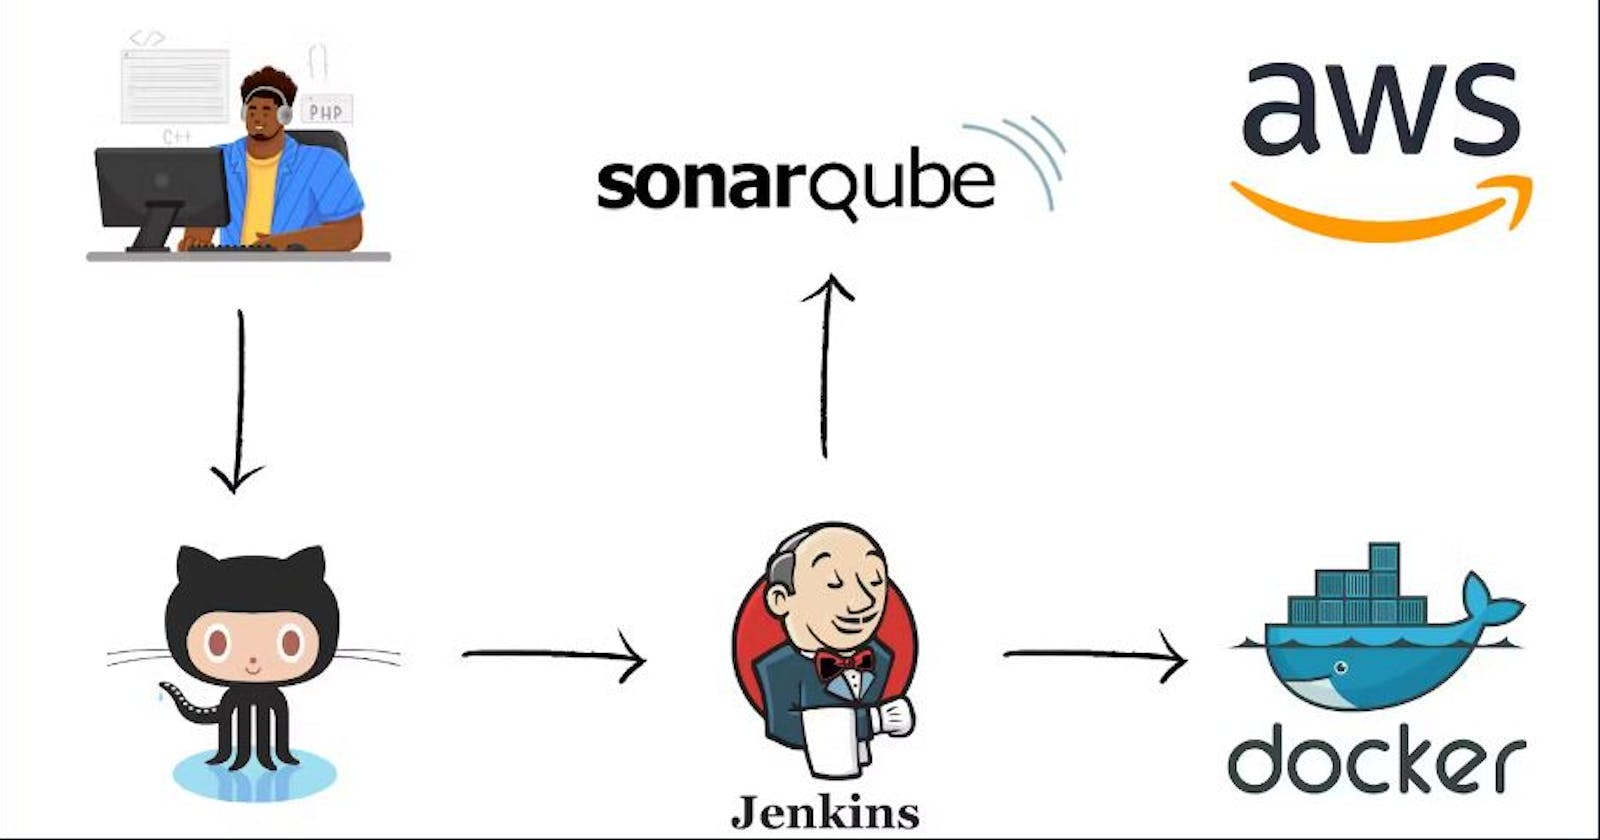 </>
{}
PHP
C++
sonarqube
aws
docker
Jenkins